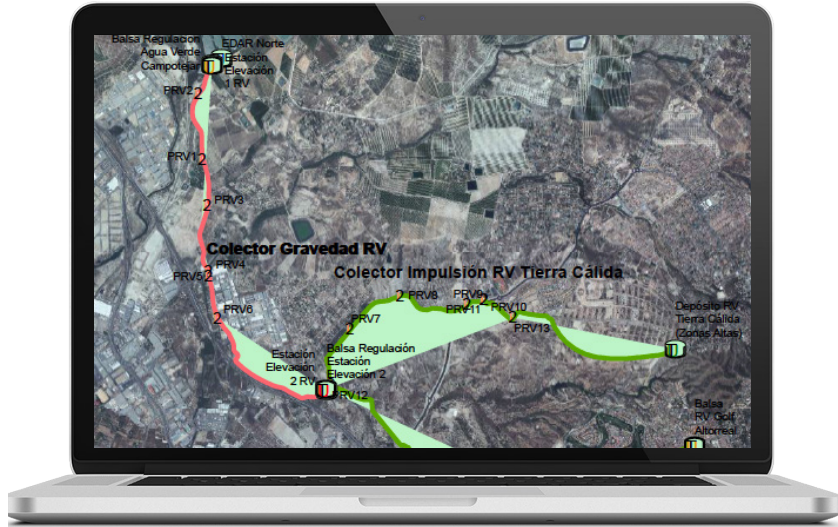 Balsa Regulación
Agua Verde
Campotejar
EDAR Norte
Estación
Elevación
1 RV
PRV2
2
PRV1
2
2
PRV3
Colector Gravedad RV
PRV4
PRV5
2
Colector Impulsión RV Tierra Cálida
2
PRV8
PRV9
2
2
PRV10
PRV11
2
PRV13
2
PRV6
2
PRV7
Depósito RV
Tierra Cálida
(Zonas Altas)
Estación
Elevación
2 RV
Balsa Regulación
Estación
Elevación 2
PRV12
Balsa
RV Golf
Altorreal